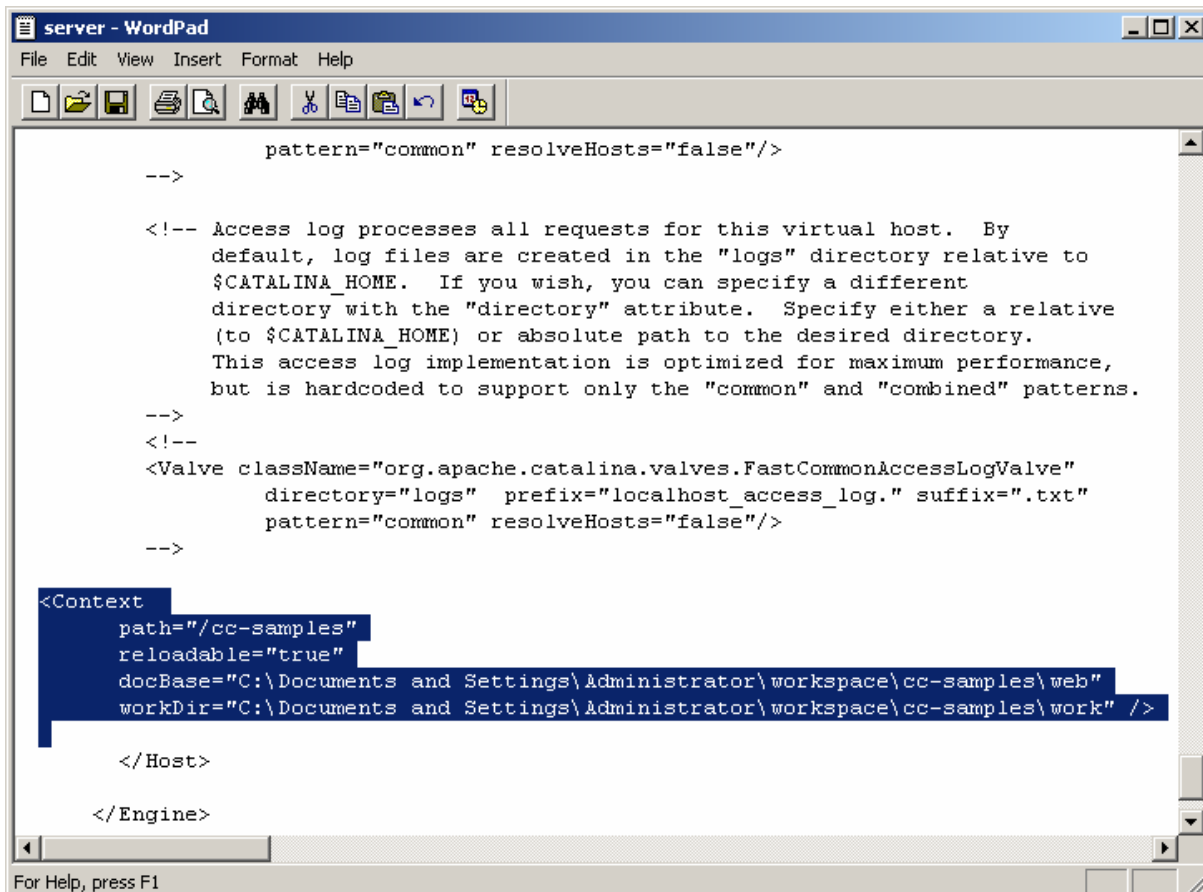 server - WordPad
File Edit View Insert Format Help
pattern="common" resolveHosts="false"/>
-->
<!-- Access log processes all requests for this virtual host.  By
default, log files are created in the "logs" directory relative to
$CATALINA_HOME.  If you wish, you can specify a different
directory with the "directory" attribute.  Specify either a relative
(to $CATALINA_HOME) or absolute path to the desired directory.
This access log implementation is optimized for maximum performance,
but is hardcoded to support only the "common" and "combined" patterns.
-->
<!--
<Valve className="org.apache.catalina.valves.FastCommonAccessLogValve"
directory="logs"  prefix="localhost_access_log." suffix=".txt"
pattern="common" resolveHosts="false"/>
-->
<Context
path="/cc-samples"
reloadable="true"
docBase="C:\Documents and Settings\Administrator\workspace\cc-samples\web"
workDir="C:\Documents and Settings\Administrator\workspace\cc-samples\work" />
</Host>
</Engine>
For Help, press F1